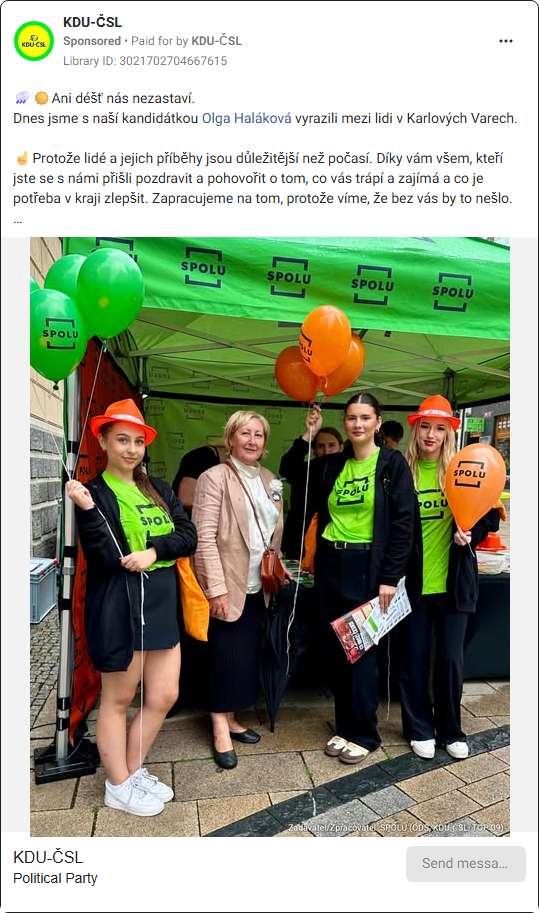 KDU-ČSL
Sponsored • Paid for by KDU-ČSL
Library ID: 3021702704667615
Ani déšť nás nezastaví.
Dnes jsme s naší kandidátkou Olga Haláková vyrazili mezi lidi v Karlových Varech.
Protože lidé a jejich příběhy jsou důležitější než počasí. Díky vám všem, kteří
jste se s námi přišli pozdravit a pohovořit o tom, co vás trápí a zajímá a co je
potřeba v kraji zlepšit. Zapracujeme na tom, protože víme, že bez vás by to nešlo.
...
SPOLU
SPOLU
SPOLU
SPOLU
SPOLU
SPOLU
SPOLU
SPOLU
SPOLU
Zadavatel/Zpracovatel: SPOLU (ODS, KDU-ČSL, TOP 09)
KDU-ČSL
Political Party
Send messa...